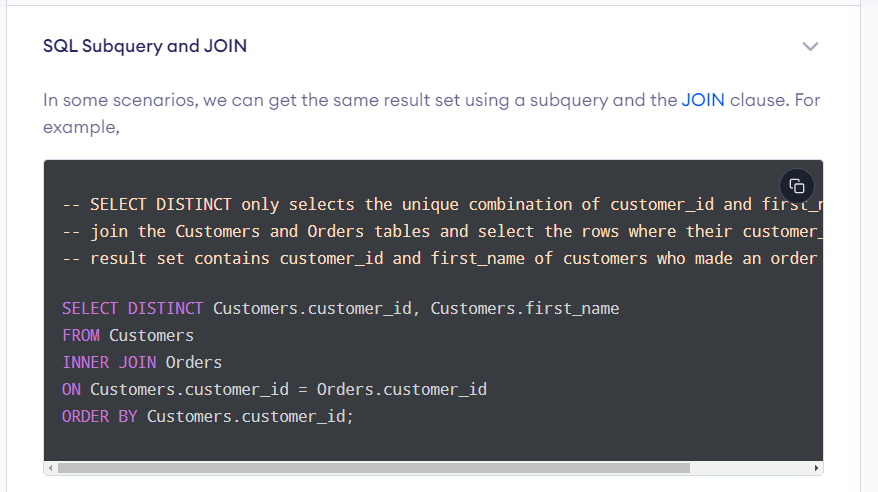 SQL Subquery and JOIN
In some scenarios, we can get the same result set using a subquery and the JOIN clause. For
example,
-- SELECT DISTINCT only selects the unique combination of customer_id and
-- join the Customers and Orders tables and select the rows where their customer_
-- result set contains customer_id and first_name of customers who made an order
SELECT DISTINCT Customers.customer_id, Customers.first_name
FROM Customers
INNER JOIN Orders
ON Customers.customer_id = Orders.customer_id
ORDER BY Customers.customer_id;